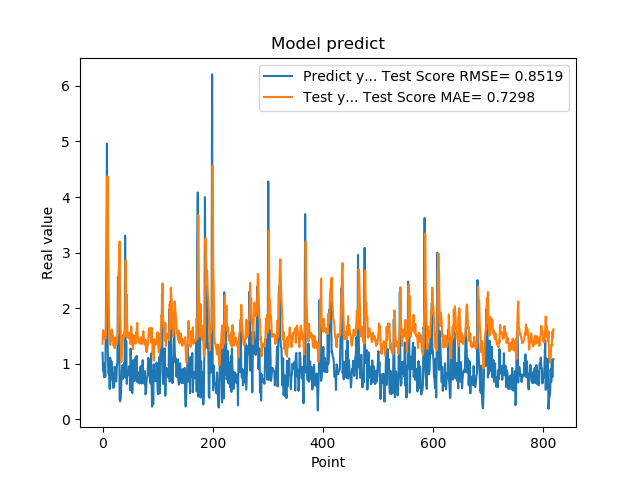 Model predict
Predict y... Test Score RMSE= 0.8519
Test y... Test Score MAE= 0.7298
Real value
6
5
4
3
2
1
0
0 200 400 600 800
Point